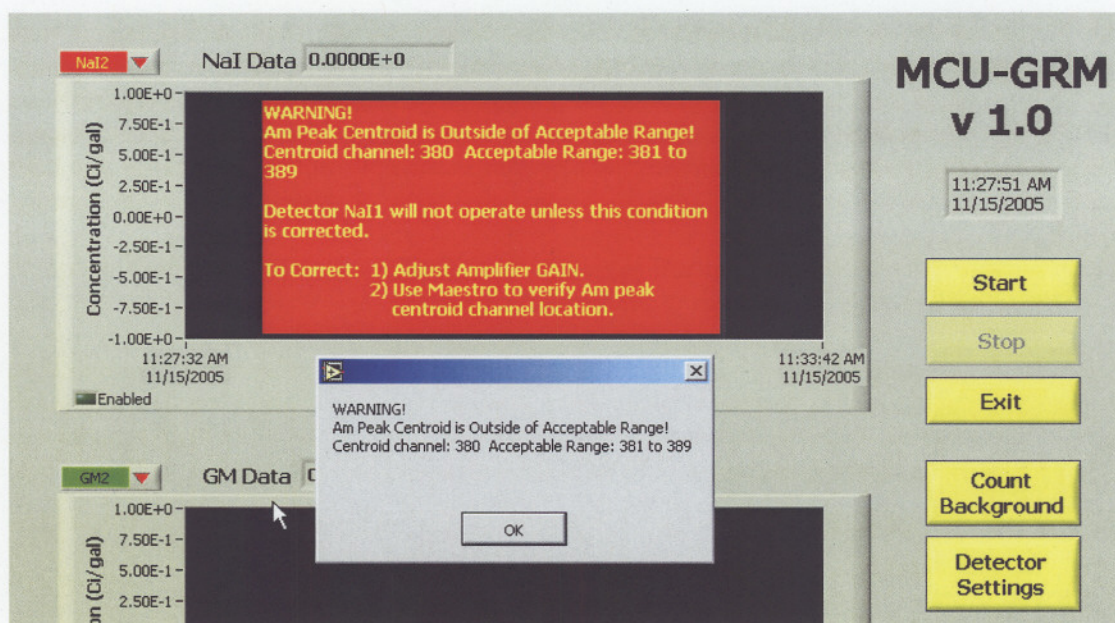 NaI2
NaI Data 0.0000E+0
MCU-GRM
v 1.0
11:27:51 AM
11/15/2005
Concentration (Ci/gal)
1.00E+0
7.50E-1
5.00E-1
2.50E-1
0.00E+0
-2.50E-1
-5.00E-1
-7.50E-1
-1.00E+0
WARNING!
Am Peak Centroid is Outside of Acceptable Range!
Centroid channel: 380 Acceptable Range: 381 to
389
Detector NaI1 will not operate unless this condition
is corrected.
To Correct: 1) Adjust Amplifier GAIN.
2) Use Maestro to verify Am peak
centroid channel location.
11:27:32 AM
11/15/2005
11:33:42 AM
11/15/2005
Enabled
Start
Stop
Exit
Count
Background
Detector
Settings
WARNING!
Am Peak Centroid is Outside of Acceptable Range!
Centroid channel: 380 Acceptable Range: 381 to 389
OK
GM2
GM Data
1.00E+0
7.50E-1
5.00E-1
2.50E-1
(Ci/gal)